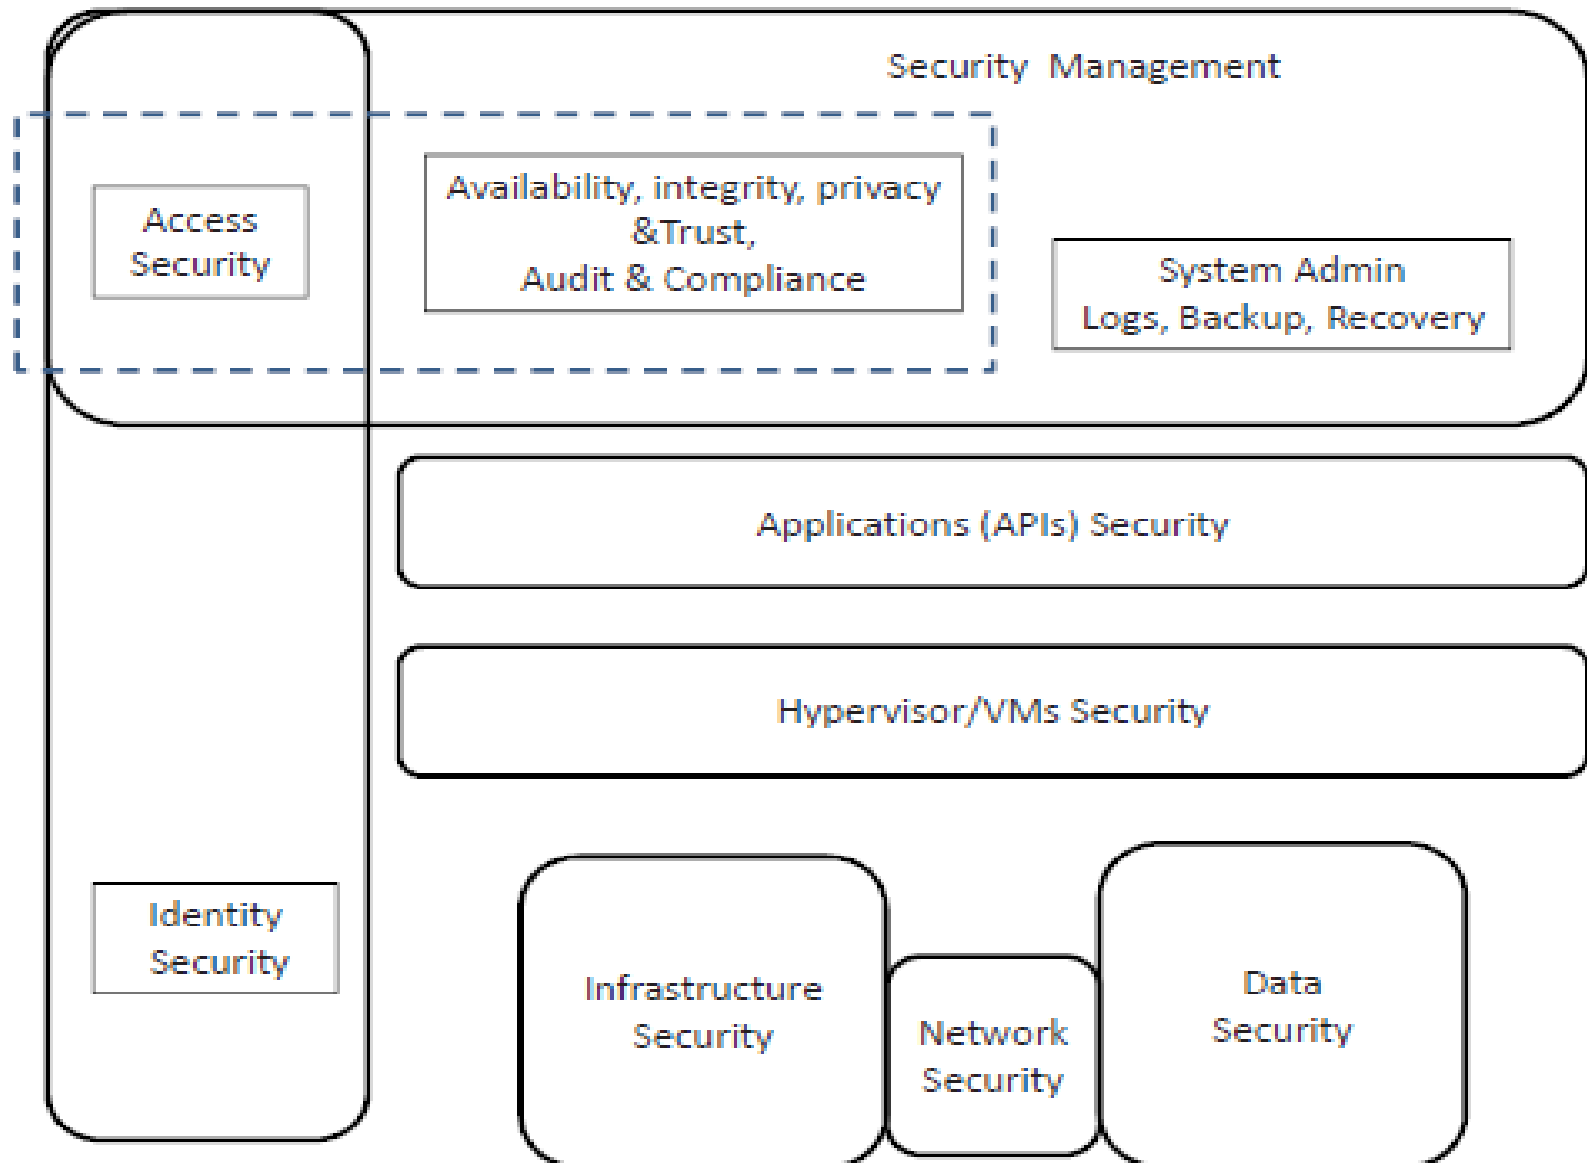 Security Management
Access
Security
Availability, integrity, privacy
&Trust,
Audit & Compliance
System Admin
Logs, Backup, Recovery
Applications (APIs) Security
Hypervisor/VMs Security
Identity
Security
Infrastructure
Security
Network
Security
Data
Security